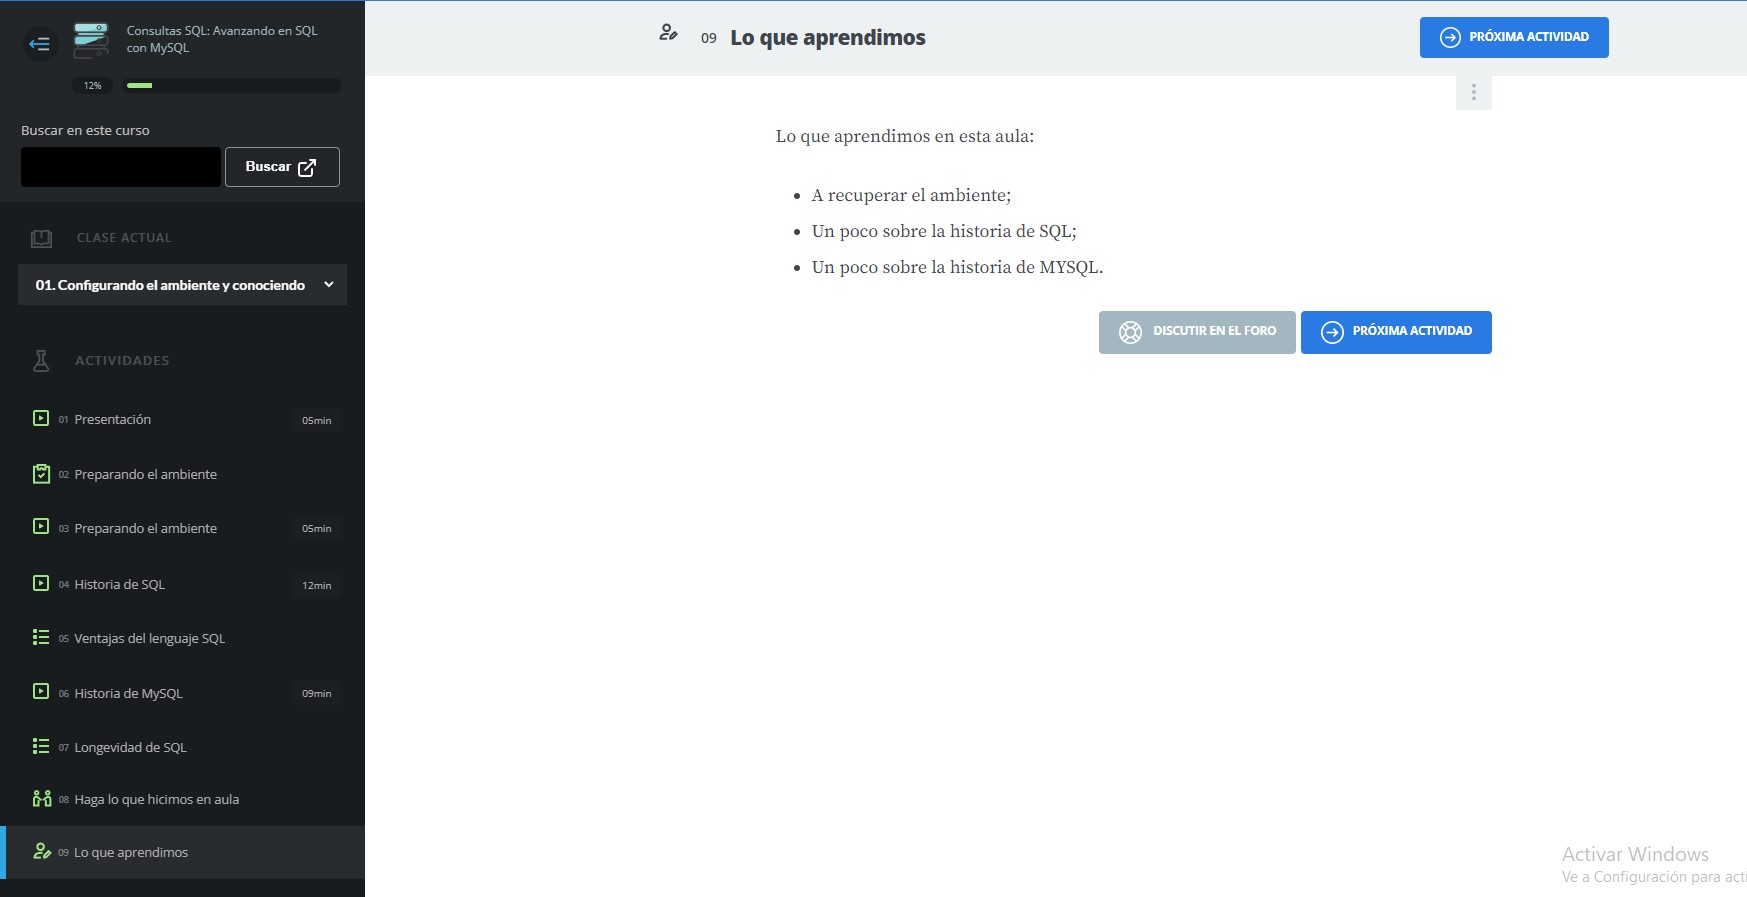 Consultas SQL: Avanzando en SQL
con MySQL
12%
Buscar en este curso
Buscar
CLASE ACTUAL
01. Configurando el ambiente y conociendo
ACTIVIDADES
01 Presentación 05min
02 Preparando el ambiente
03 Preparando el ambiente 05min
04 Historia de SQL 12min
05 Ventajas del lenguaje SQL
06 Historia de MySQL 09min
07 Longevidad de SQL
08 Haga lo que hicimos en aula
09 Lo que aprendimos
09 Lo que aprendimos
PRÓXIMA ACTIVIDAD
Lo que aprendimos en esta aula:
• A recuperar el ambiente;
• Un poco sobre la historia de SQL;
• Un poco sobre la historia de MYSQL.
DISCUTIR EN EL FORO
PRÓXIMA ACTIVIDAD
Activar Windows
Ve a Configuración para acti